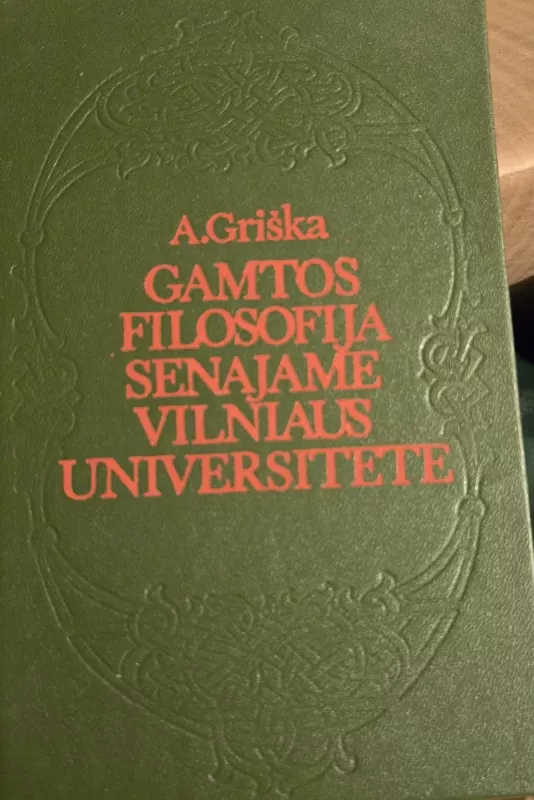 A.Griška
GAMTOS
FILOSOFIJA
SENAJAME
VILNIAUS
UNIVERSITETE